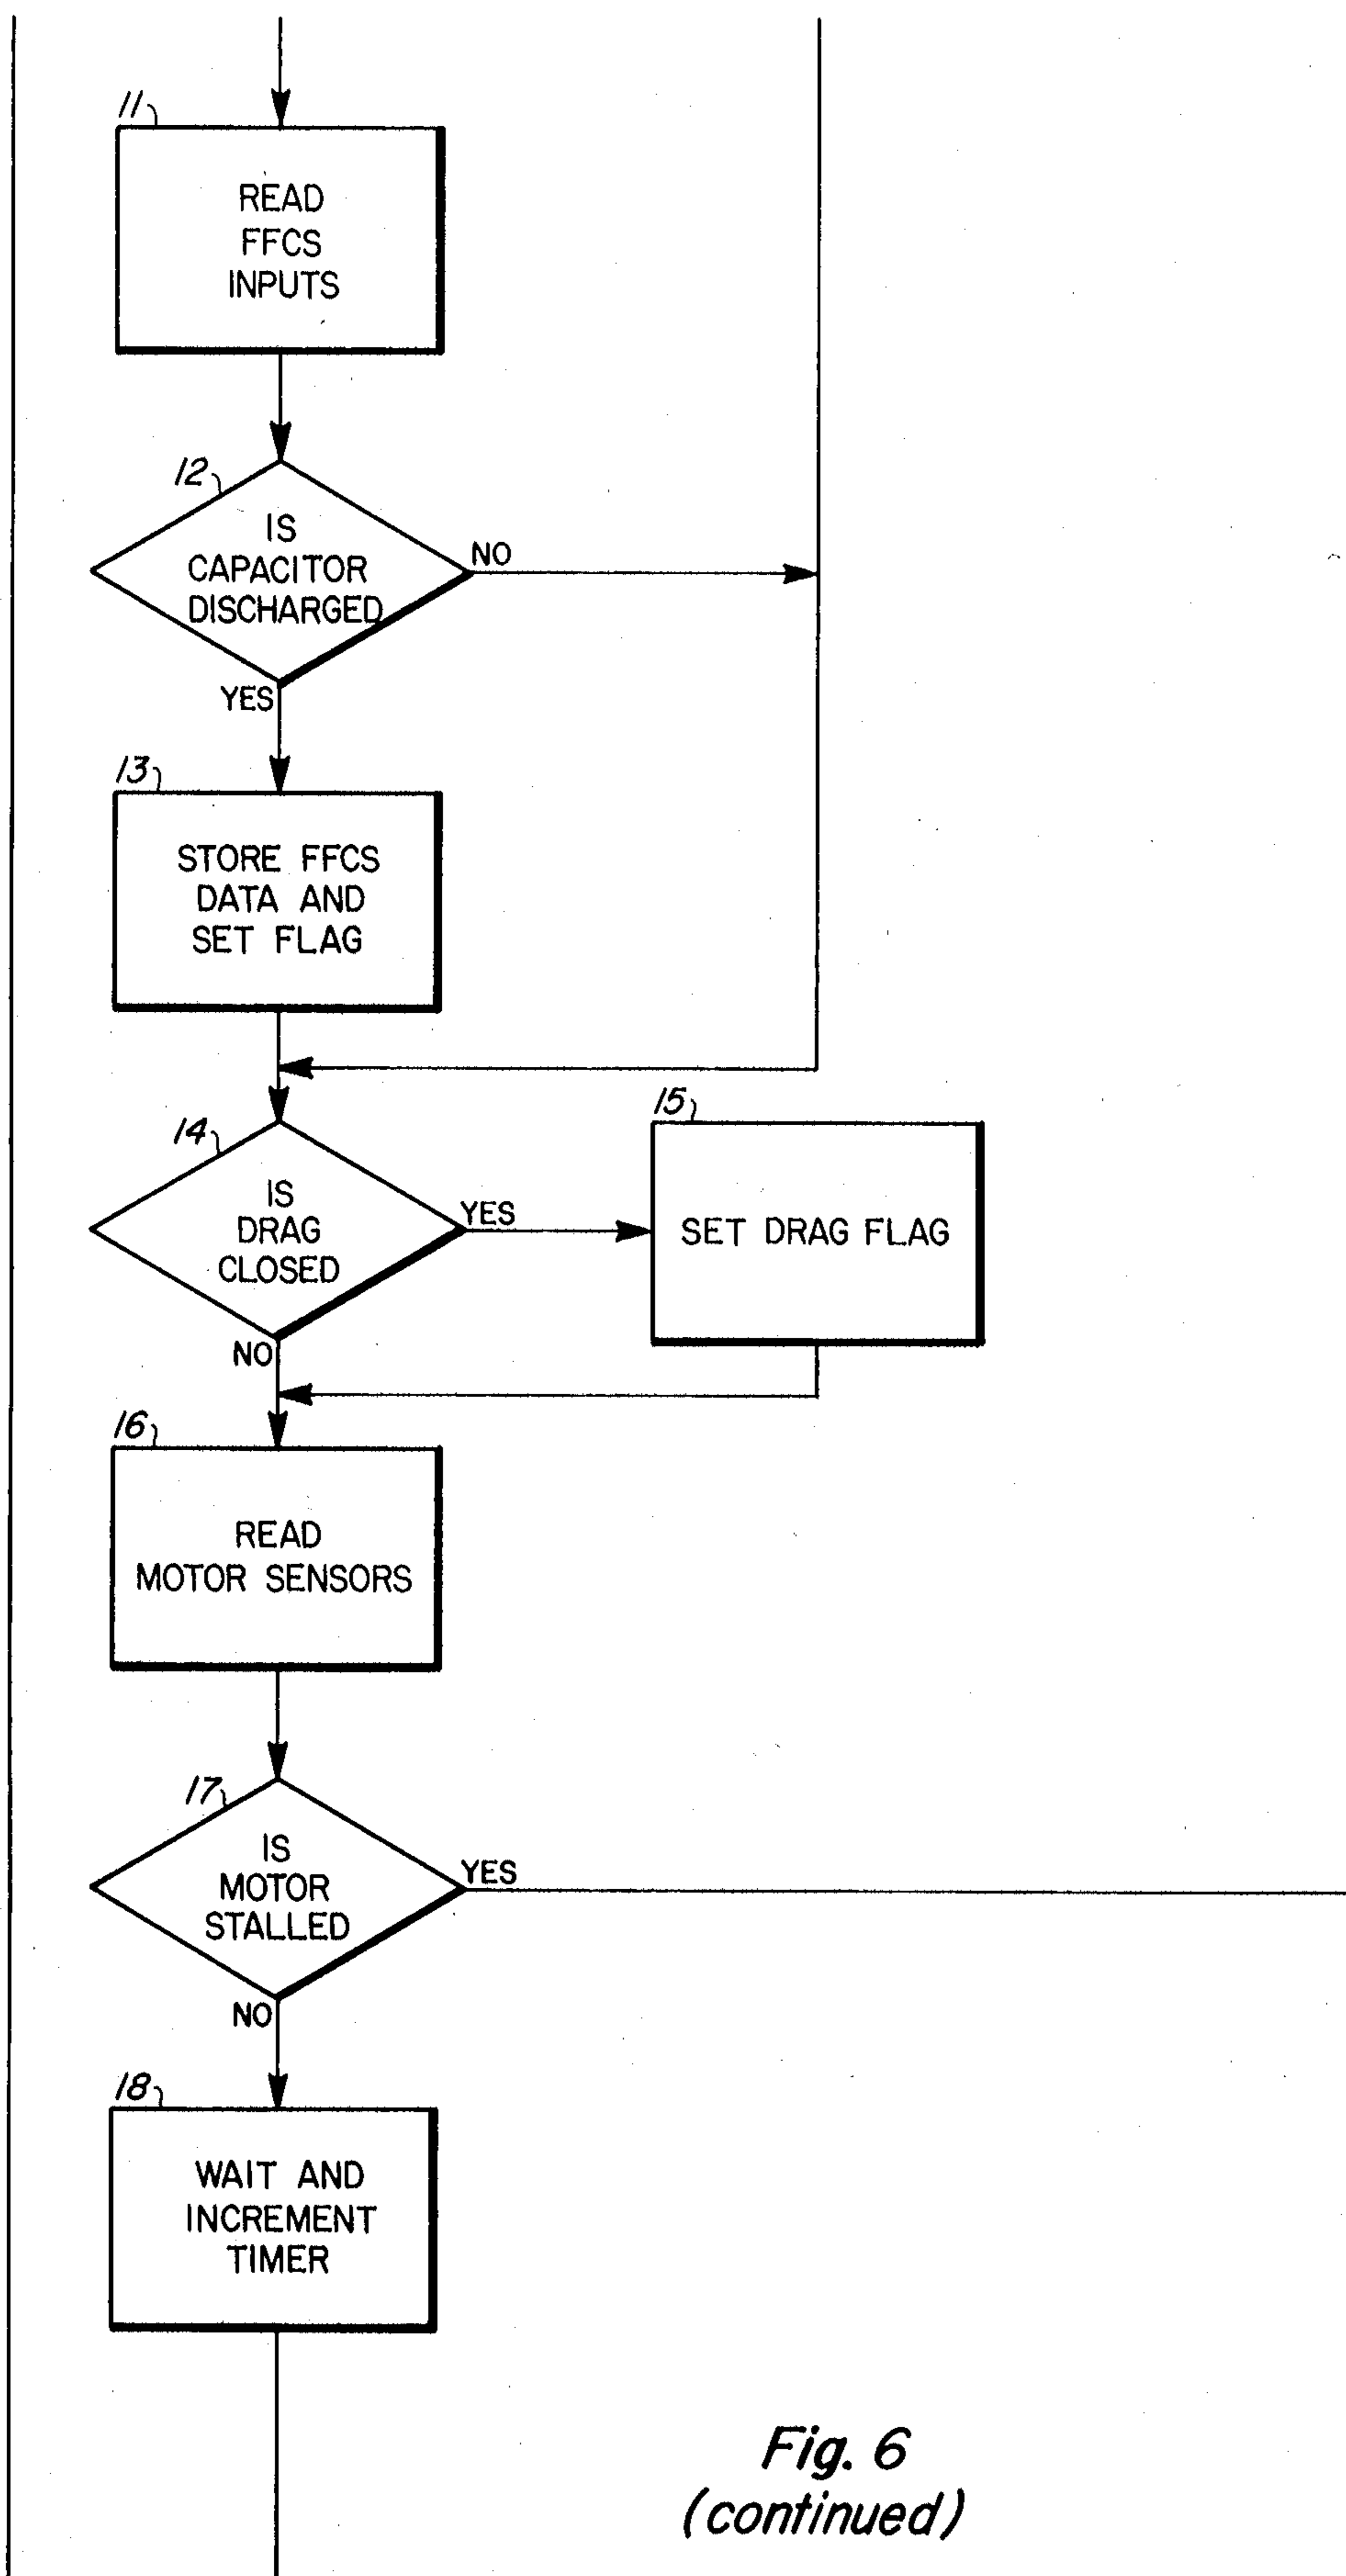 11
READ
FFCS
INPUTS
12
IS
CAPACITOR
DISCHARGED
NO
YES
13
STORE FFCS
DATA AND
SET FLAG
14
IS
DRAG
CLOSED
YES
NO
15
SET DRAG FLAG
16
READ
MOTOR SENSORS
17
IS
MOTOR
STALLED
YES
NO
18
WAIT AND
INCREMENT
TIMER
Fig. 6
(continued)